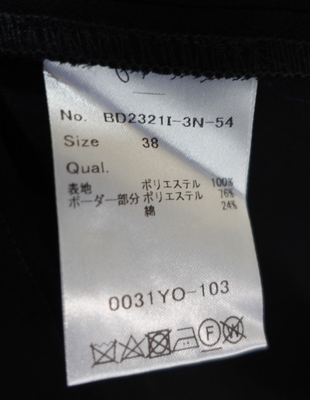 No. BD2321I-3N-54
Size 38
Qual.
表地 ポリエステル 100%
ボーダー部分 ポリエステル 76%
綿 24%
0031YO-103